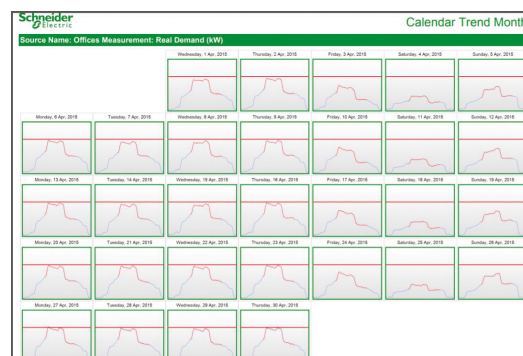 Schneider
Electric
Calendar Trend Month
Source Name: Offices Measurement: Real Demand (kW)
Wednesday, 1 Apr, 2015 Thursday, 2 Apr, 2015 Friday, 3 Apr, 2015 Saturday, 4 Apr, 2015 Sunday, 5 Apr, 2015
Monday, 6 Apr, 2015 Tuesday, 7 Apr, 2015 Wednesday, 8 Apr, 2015 Thursday, 9 Apr, 2015 Friday, 10 Apr, 2015 Saturday, 11 Apr, 2015 Sunday, 12 Apr, 2015
Monday, 13 Apr, 2015 Tuesday, 14 Apr, 2015 Wednesday, 15 Apr, 2015 Thursday, 16 Apr, 2015 Friday, 17 Apr, 2015 Saturday, 18 Apr, 2015 Sunday, 19 Apr, 2015
Monday, 20 Apr, 2015 Tuesday, 21 Apr, 2015 Wednesday, 22 Apr, 2015 Thursday, 23 Apr, 2015 Friday, 24 Apr, 2015 Saturday, 25 Apr, 2015 Sunday, 26 Apr, 2015
Monday, 27 Apr, 2015 Tuesday, 28 Apr, 2015 Wednesday, 29 Apr, 2015 Thursday, 30 Apr, 2015